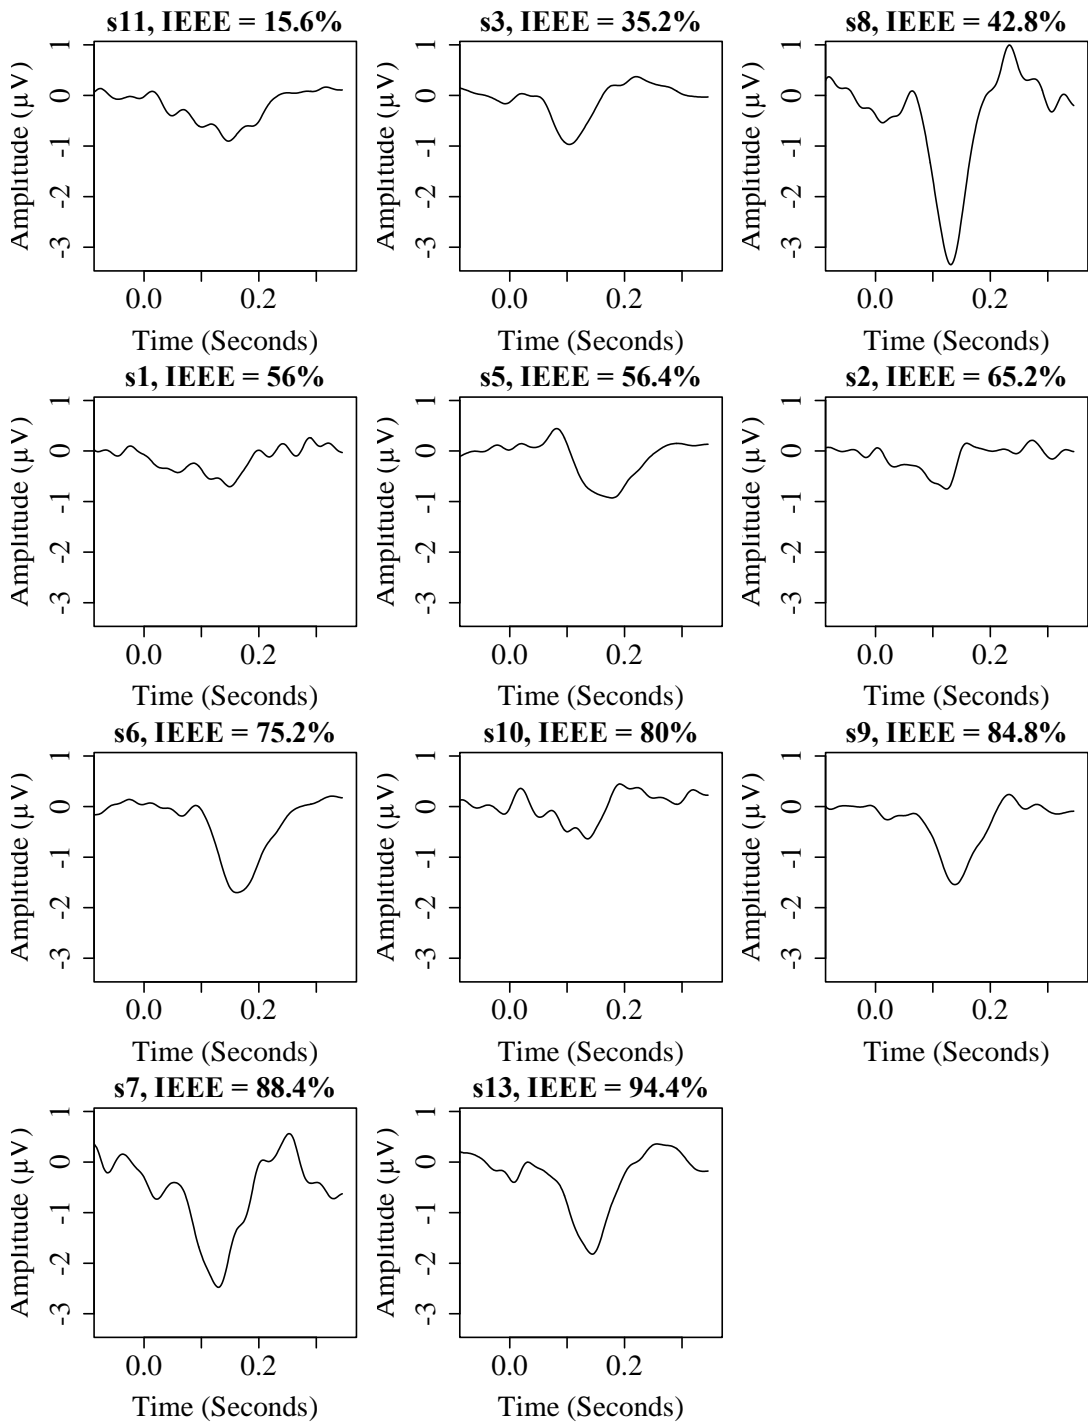 s11, IEEE = 15.6%
Amplitude (µV)
1
0
-1
-2
-3
0.0 0.2
Time (Seconds)
s3, IEEE = 35.2%
Amplitude (µV)
1
0
-1
-2
-3
0.0 0.2
Time (Seconds)
s8, IEEE = 42.8%
Amplitude (µV)
1
0
-1
-2
-3
0.0 0.2
Time (Seconds)
s1, IEEE = 56%
Amplitude (µV)
1
0
-1
-2
-3
0.0 0.2
Time (Seconds)
s5, IEEE = 56.4%
Amplitude (µV)
1
0
-1
-2
-3
0.0 0.2
Time (Seconds)
s2, IEEE = 65.2%
Amplitude (µV)
1
0
-1
-2
-3
0.0 0.2
Time (Seconds)
s6, IEEE = 75.2%
Amplitude (µV)
1
0
-1
-2
-3
0.0 0.2
Time (Seconds)
s10, IEEE = 80%
Amplitude (µV)
1
0
-1
-2
-3
0.0 0.2
Time (Seconds)
s9, IEEE = 84.8%
Amplitude (µV)
1
0
-1
-2
-3
0.0 0.2
Time (Seconds)
s7, IEEE = 88.4%
Amplitude (µV)
1
0
-1
-2
-3
0.0 0.2
Time (Seconds)
s13, IEEE = 94.4%
Amplitude (µV)
1
0
-1
-2
-3
0.0 0.2
Time (Seconds)